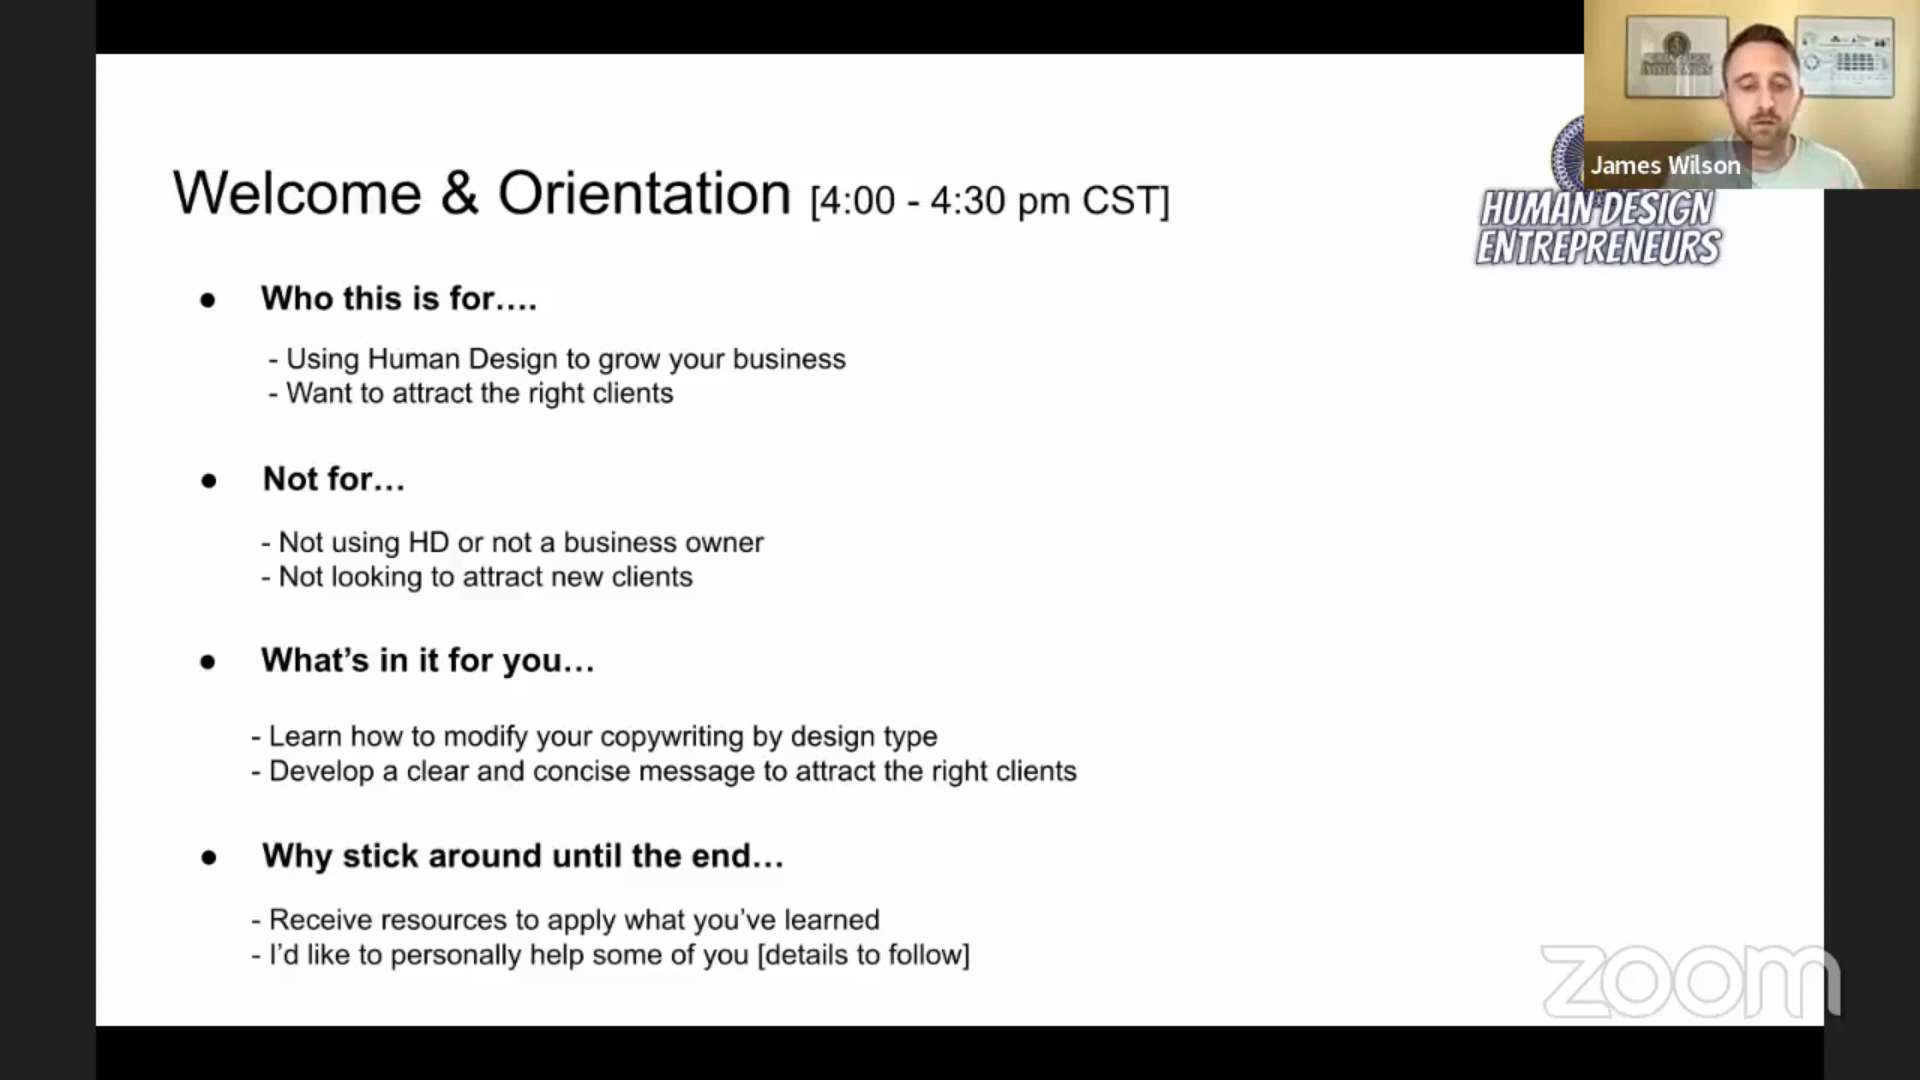 James Wilson
HUMAN DESIGN
ENTREPRENEURS
Welcome & Orientation [4:00 - 4:30 pm CST]
● Who this is for….
- Using Human Design to grow your business
- Want to attract the right clients
● Not for…
- Not using HD or not a business owner
- Not looking to attract new clients
● What’s in it for you…
- Learn how to modify your copywriting by design type
- Develop a clear and concise message to attract the right clients
● Why stick around until the end…
- Receive resources to apply what you’ve learned
- I’d like to personally help some of you [details to follow]
zoom